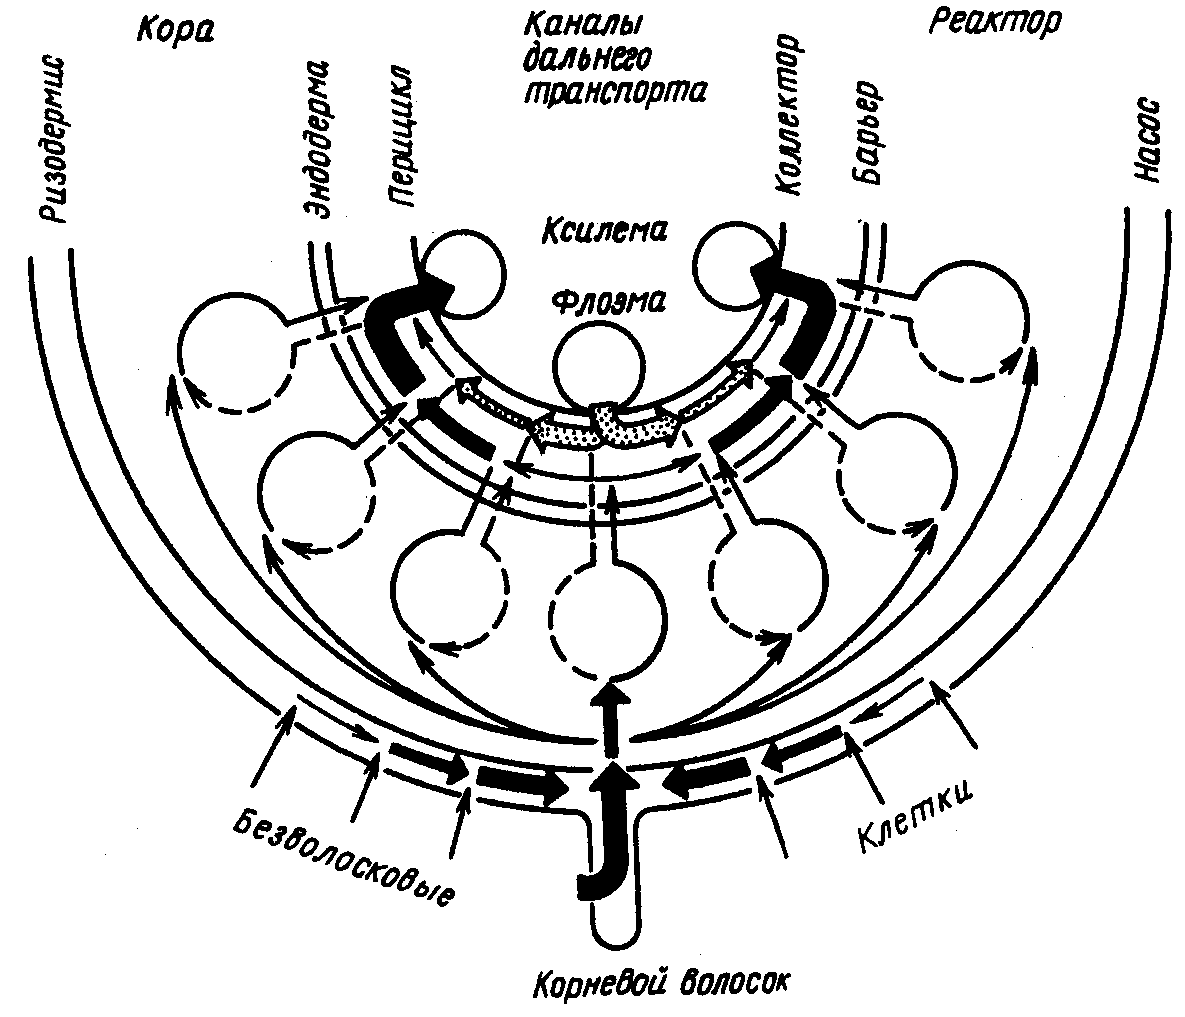 Кора
Каналы
дальнего
транспорта
Реактор
Ризодермис
Эндодерма
Перицикл
Коллектор
Барьер
Насос
Ксилема
Флоэма
Безволосковые
Клетки
Корневой волосок